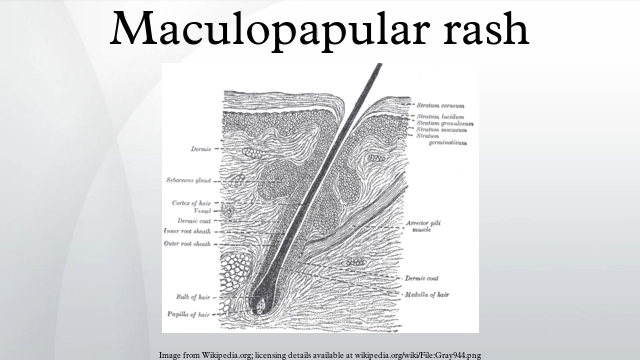 Maculopapular rash
Stratum corneum
Stratum lucidum
Stratum granulosum
Stratum mucosum
Stratum
germinativum
Dermis
Sebaceous gland
Cortex of hair
Vessel
Dermic coat
Inner root sheath
Outer root sheath
Arrector pili
muscle
Dermic coat
Medulla of hair
Bulb of hair
Papilla of hair
Image from Wikipedia.org; licensing details available at wikipedia.org/wiki/File:Gray944.png